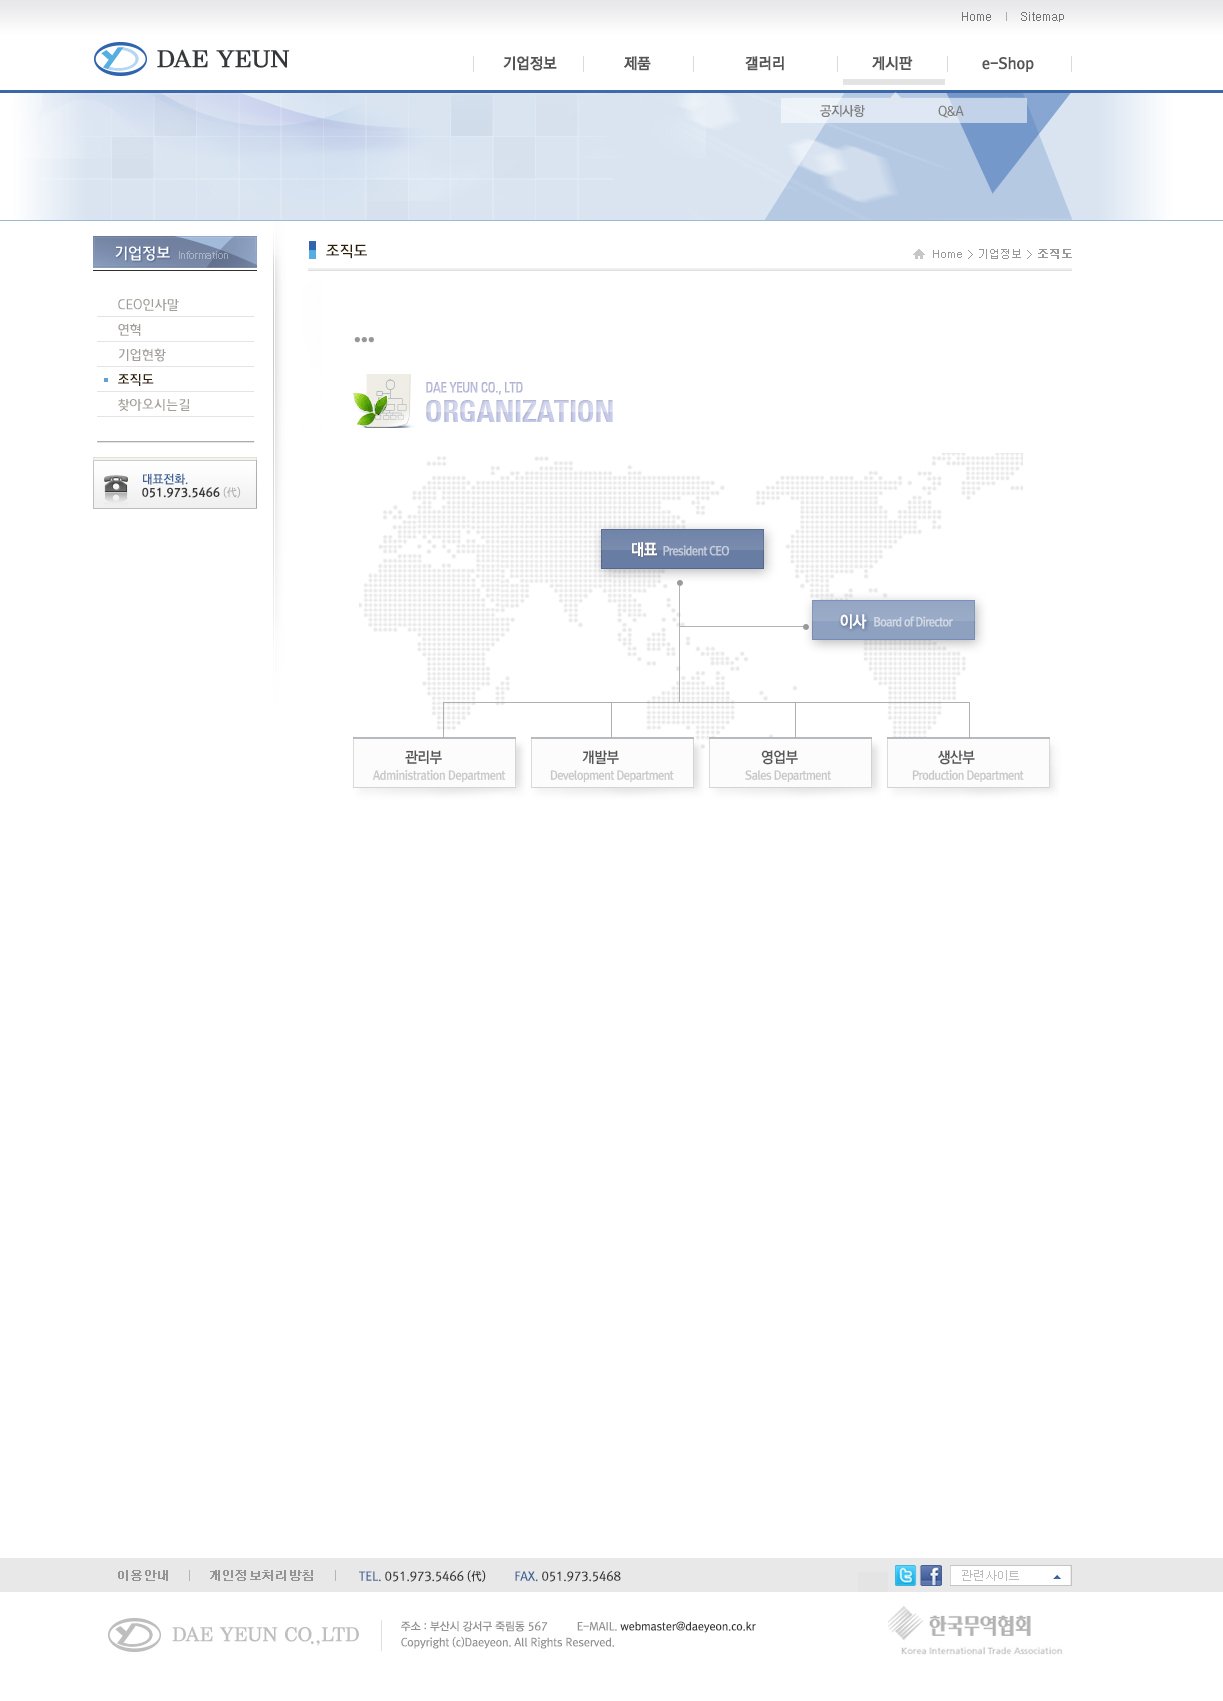 Home Sitemap
DAE YEUN
기업정보 제품 갤러리 게시판 e-Shop
공지사항 Q&A
기업정보 Information
조직도
Home > 기업정보 > 조직도
CEO인사말
연혁
기업현황
조직도
찾아오시는길
대표전화.
051.973.5466 (代)
DAE YEUN CO., LTD
ORGANIZATION
대표 President CEO
이사 Board of Director
관리부
Administration Department
개발부
Development Department
영업부
Sales Department
생산부
Production Department
이용안내 개인정보처리방침 TEL. 051.973.5466 (代) FAX. 051.973.5468
관련사이트
DAE YEUN CO.,LTD
주소 : 부산시 강서구 죽림동 567 E-MAIL. webmaster@daeyeon.co.kr
Copyright (c)Daeyeon. All Rights Reserved.
한국무역협회
Korea International Trade Association